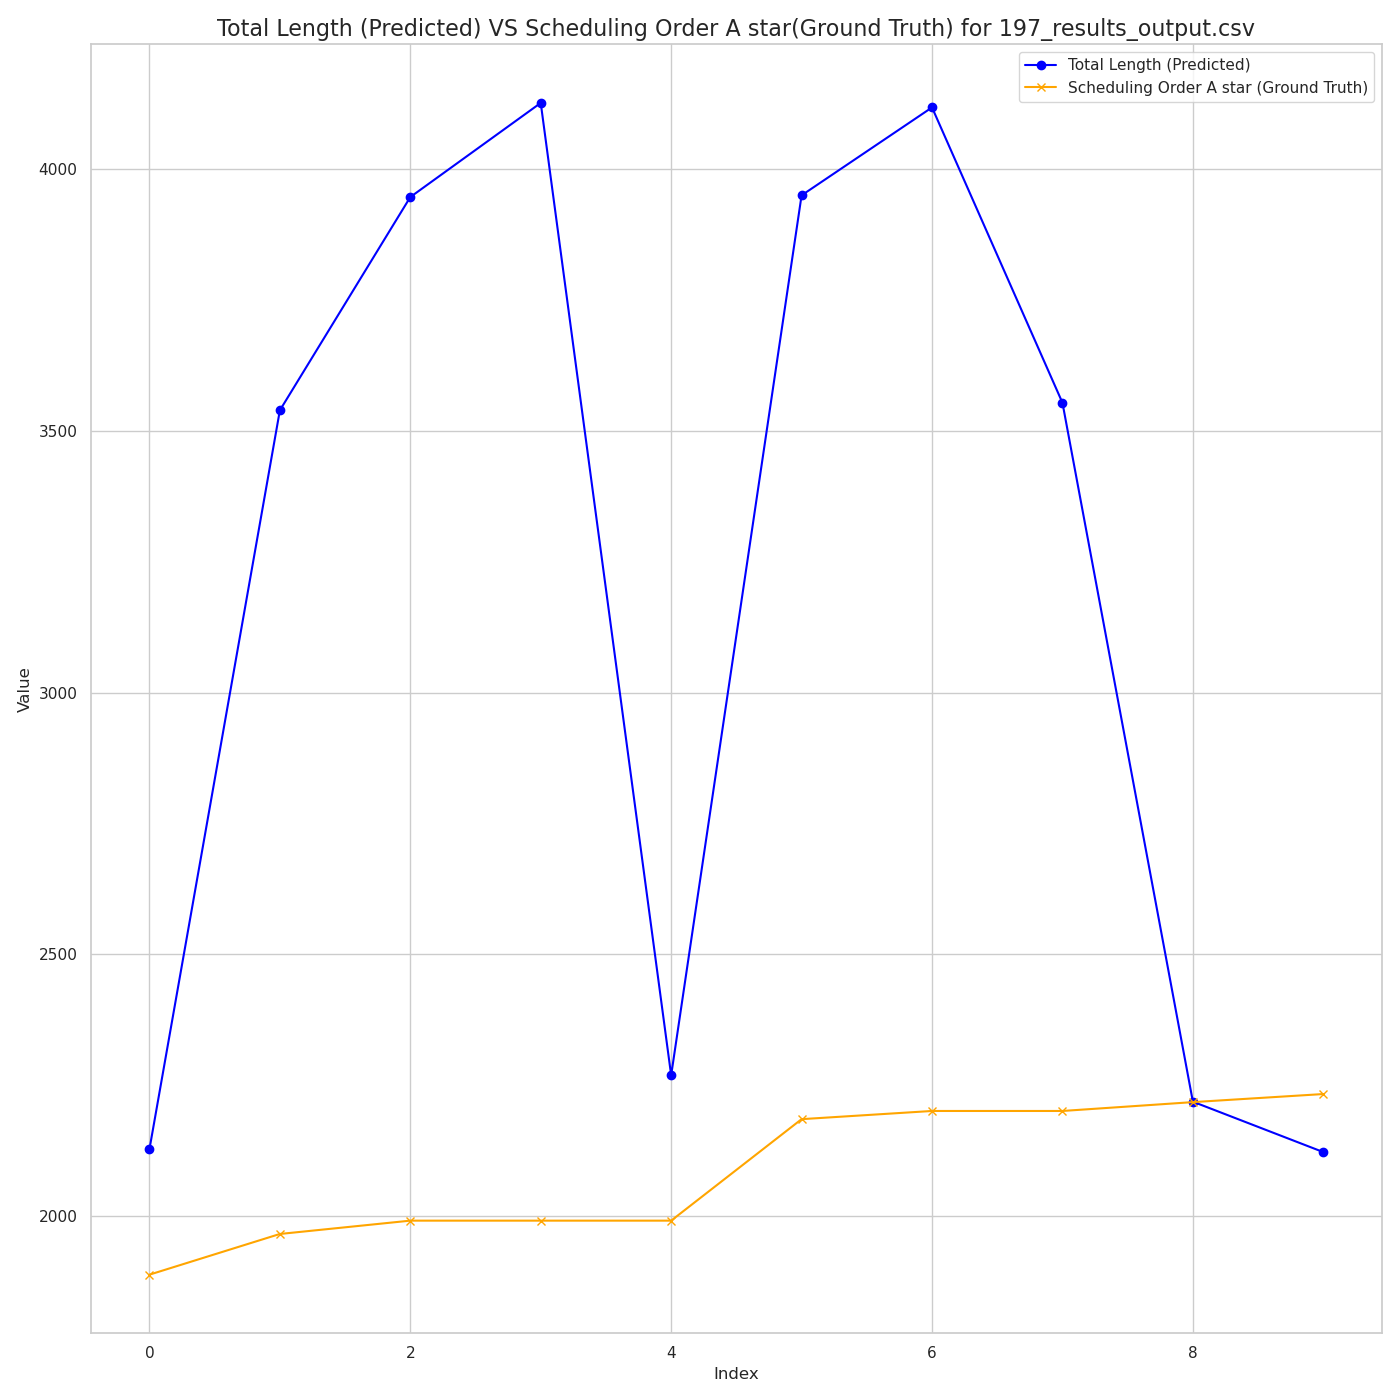 Total Length (Predicted) VS Scheduling Order A star(Ground Truth) for 197_results_output.csv
Total Length (Predicted)
Scheduling Order A star (Ground Truth)
4000
3500
3000
2500
2000
Value
0 2 4 6 8
Index